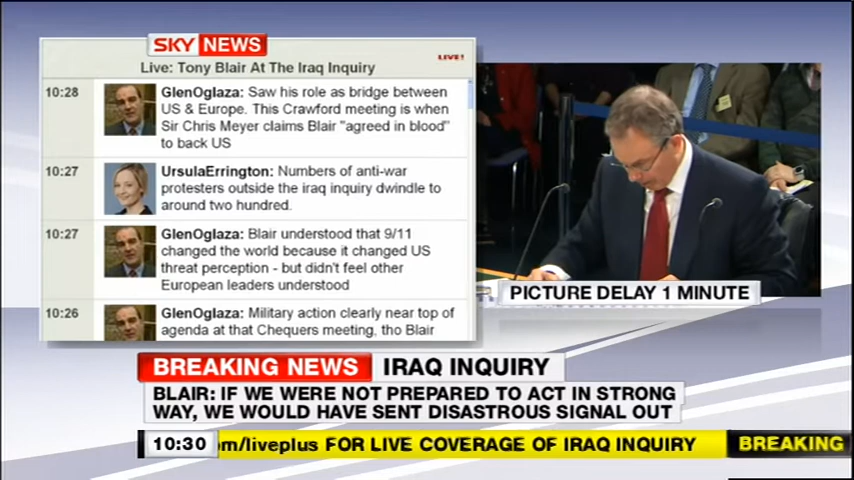 SKY NEWS
LIVE!
Live: Tony Blair At The Iraq Inquiry
10:28
GlenOglaza: Saw his role as bridge between
US & Europe. This Crawford meeting is when
Sir Chris Meyer claims Blair "agreed in blood"
to back US
10:27
UrsulaErrington: Numbers of anti-war
protesters outside the iraq inquiry dwindle to
around two hundred.
10:27
GlenOglaza: Blair understood that 9/11
changed the world because it changed US
threat perception - but didn't feel other
European leaders understood
10:26
GlenOglaza: Military action clearly near top of
agenda at that Chequers meeting, tho Blair
PICTURE DELAY 1 MINUTE
BREAKING NEWS IRAQ INQUIRY
BLAIR: IF WE WERE NOT PREPARED TO ACT IN STRONG
WAY, WE WOULD HAVE SENT DISASTROUS SIGNAL OUT
10:30 om/liveplus FOR LIVE COVERAGE OF IRAQ INQUIRY BREAKING